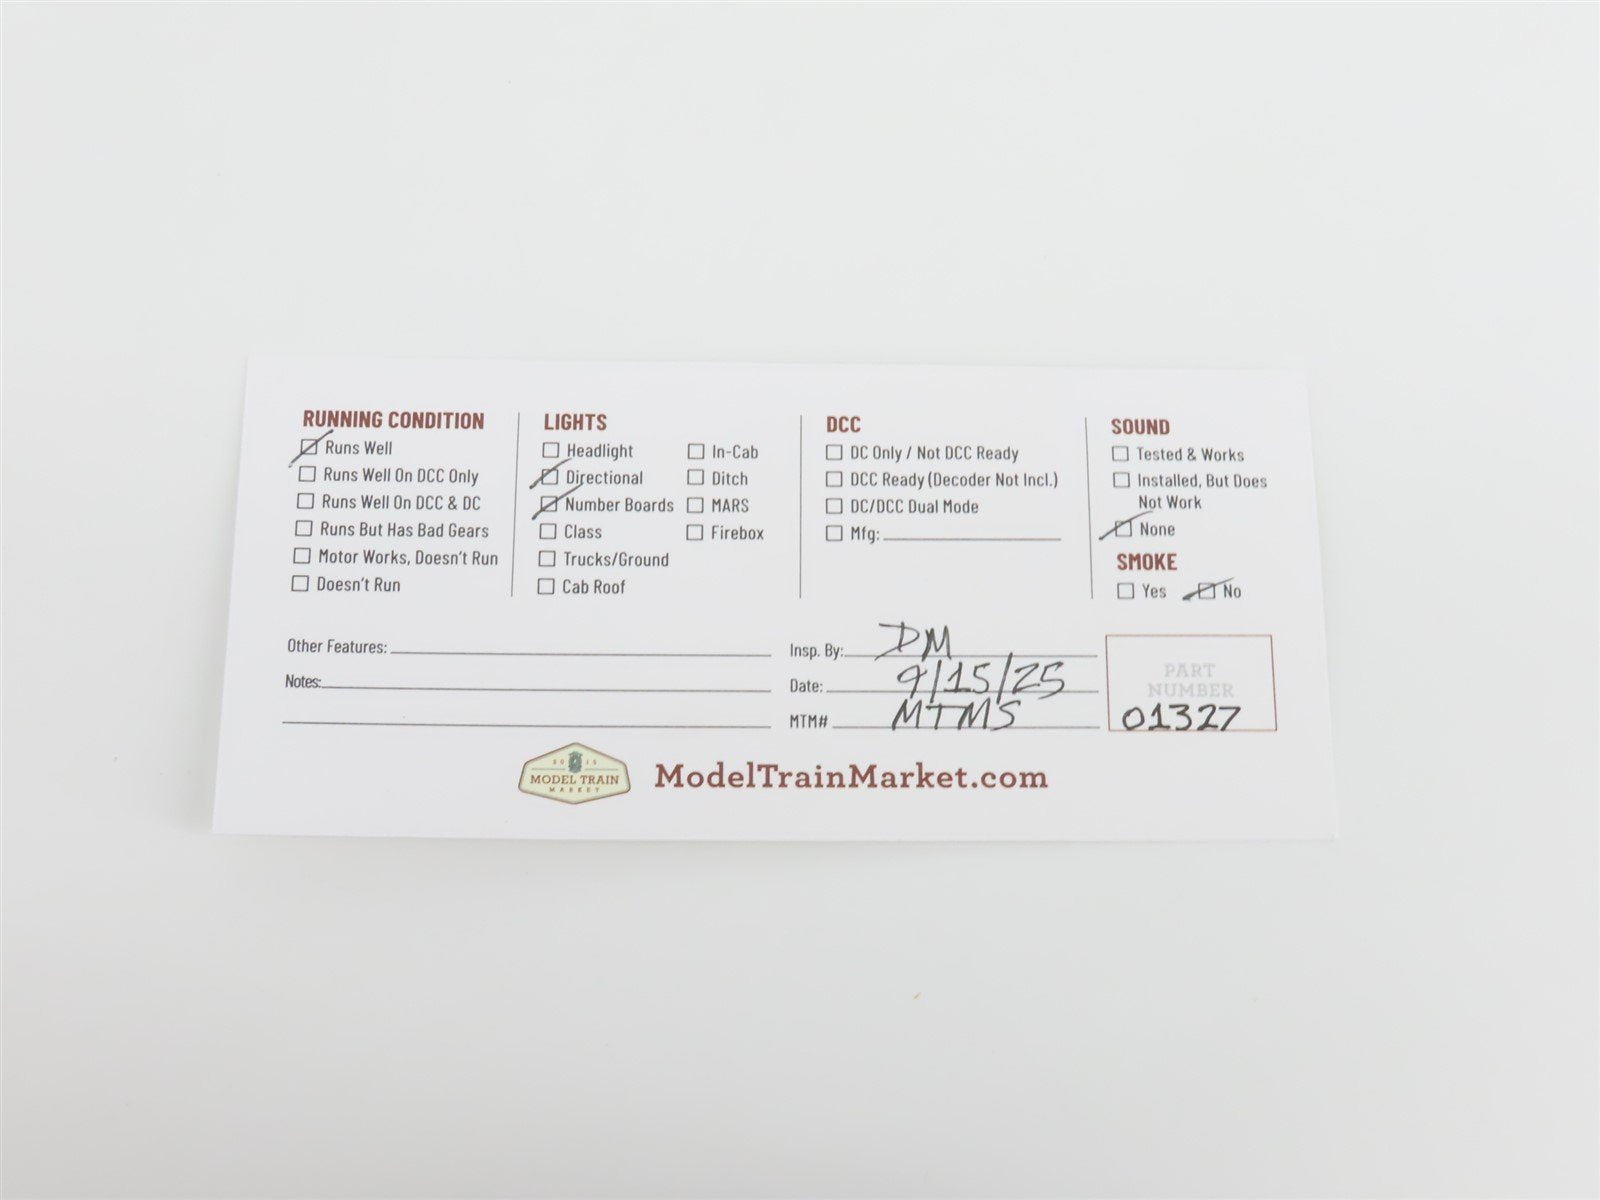 RUNNING CONDITION
Runs Well
Runs Well On DCC Only
Runs Well On DCC & DC
Runs But Has Bad Gears
Motor Works, Doesn't Run
Doesn't Run
LIGHTS
Headlight
Directional
Number Boards
Class
Trucks/Ground
Cab Roof
In-Cab
Ditch
MARS
Firebox
DCC
DC Only / Not DCC Ready
DCC Ready (Decoder Not Incl.)
DC/DCC Dual Mode
Mfg:
SOUND
Tested & Works
Installed, But Does
Not Work
None
SMOKE
Yes No
Other Features:
Notes:
Insp. By: DM
Date: 9/15/25
MTM# MTMS
PART
NUMBER
01327
2015
MODEL TRAIN
MARKET
ModelTrainMarket.com